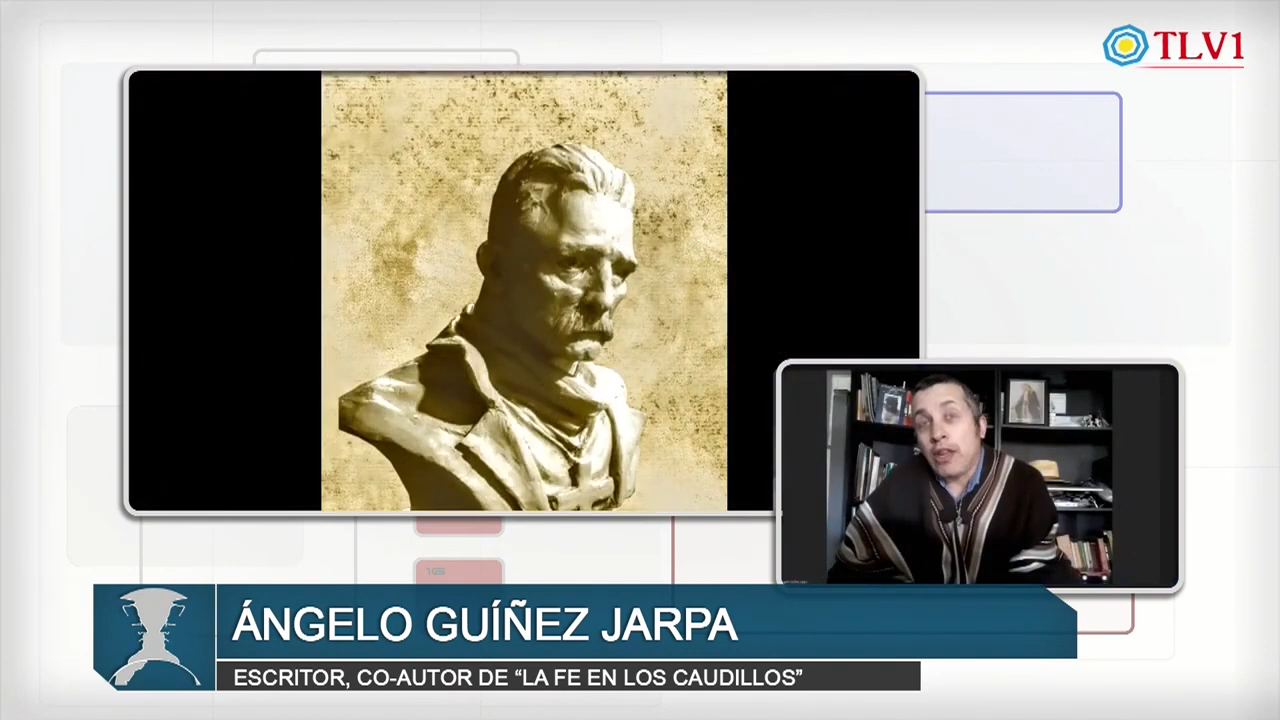 TLV1
ÁNGELO GUÍÑEZ JARPA
ESCRITOR, CO-AUTOR DE “LA FE EN LOS CAUDILLOS”